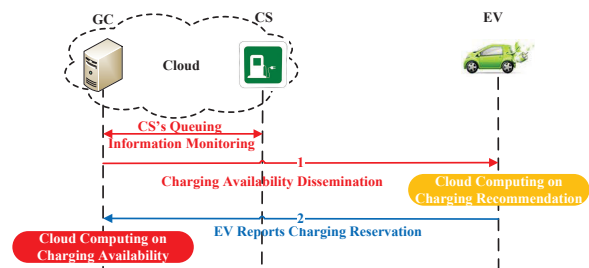 GC
CS
EV
Cloud
CS's Queuing
Information Monitoring
1
Charging Availability Dissemination
Cloud Computing on
Charging Recommendation
2
EV Reports Charging Reservation
Cloud Computing on
Charging Availability